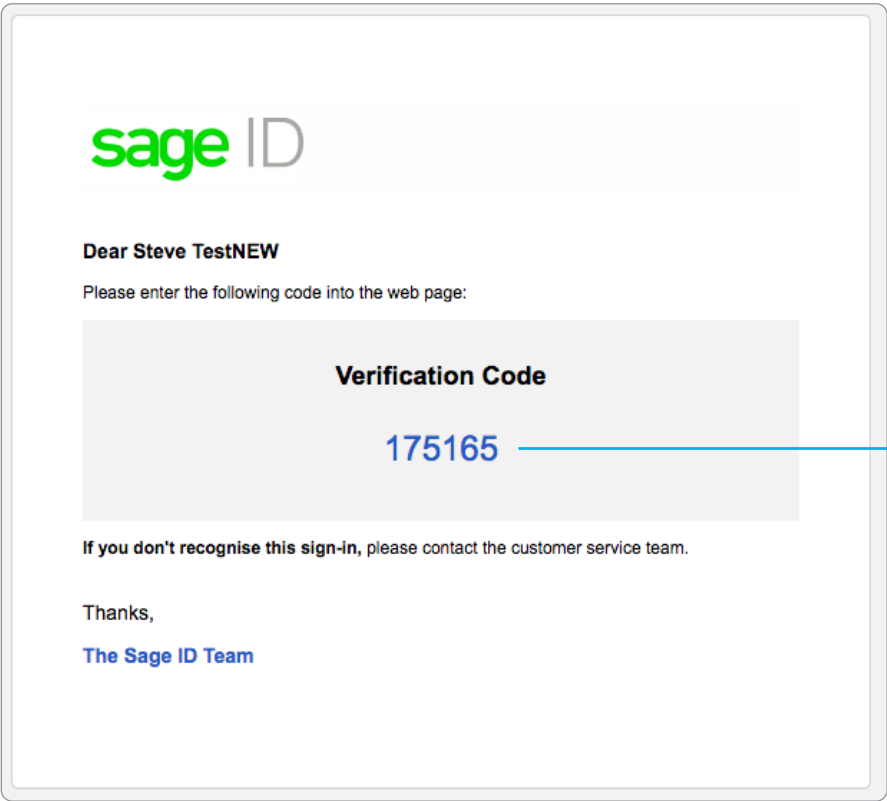 sage ID
Dear Steve TestNEW
Please enter the following code into the web page:
Verification Code
175165
If you don't recognise this sign-in, please contact the customer service team.
Thanks,
The Sage ID Team